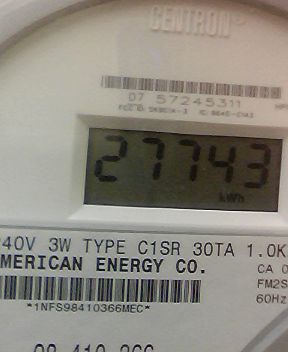 CENTRON
D7 57245311
27743
kWh
40V 3W TYPE C1SR 30TA 1.0K
MERICAN ENERGY CO.
CA 0
FM2S
60Hz
*1NFS98410366MEC*